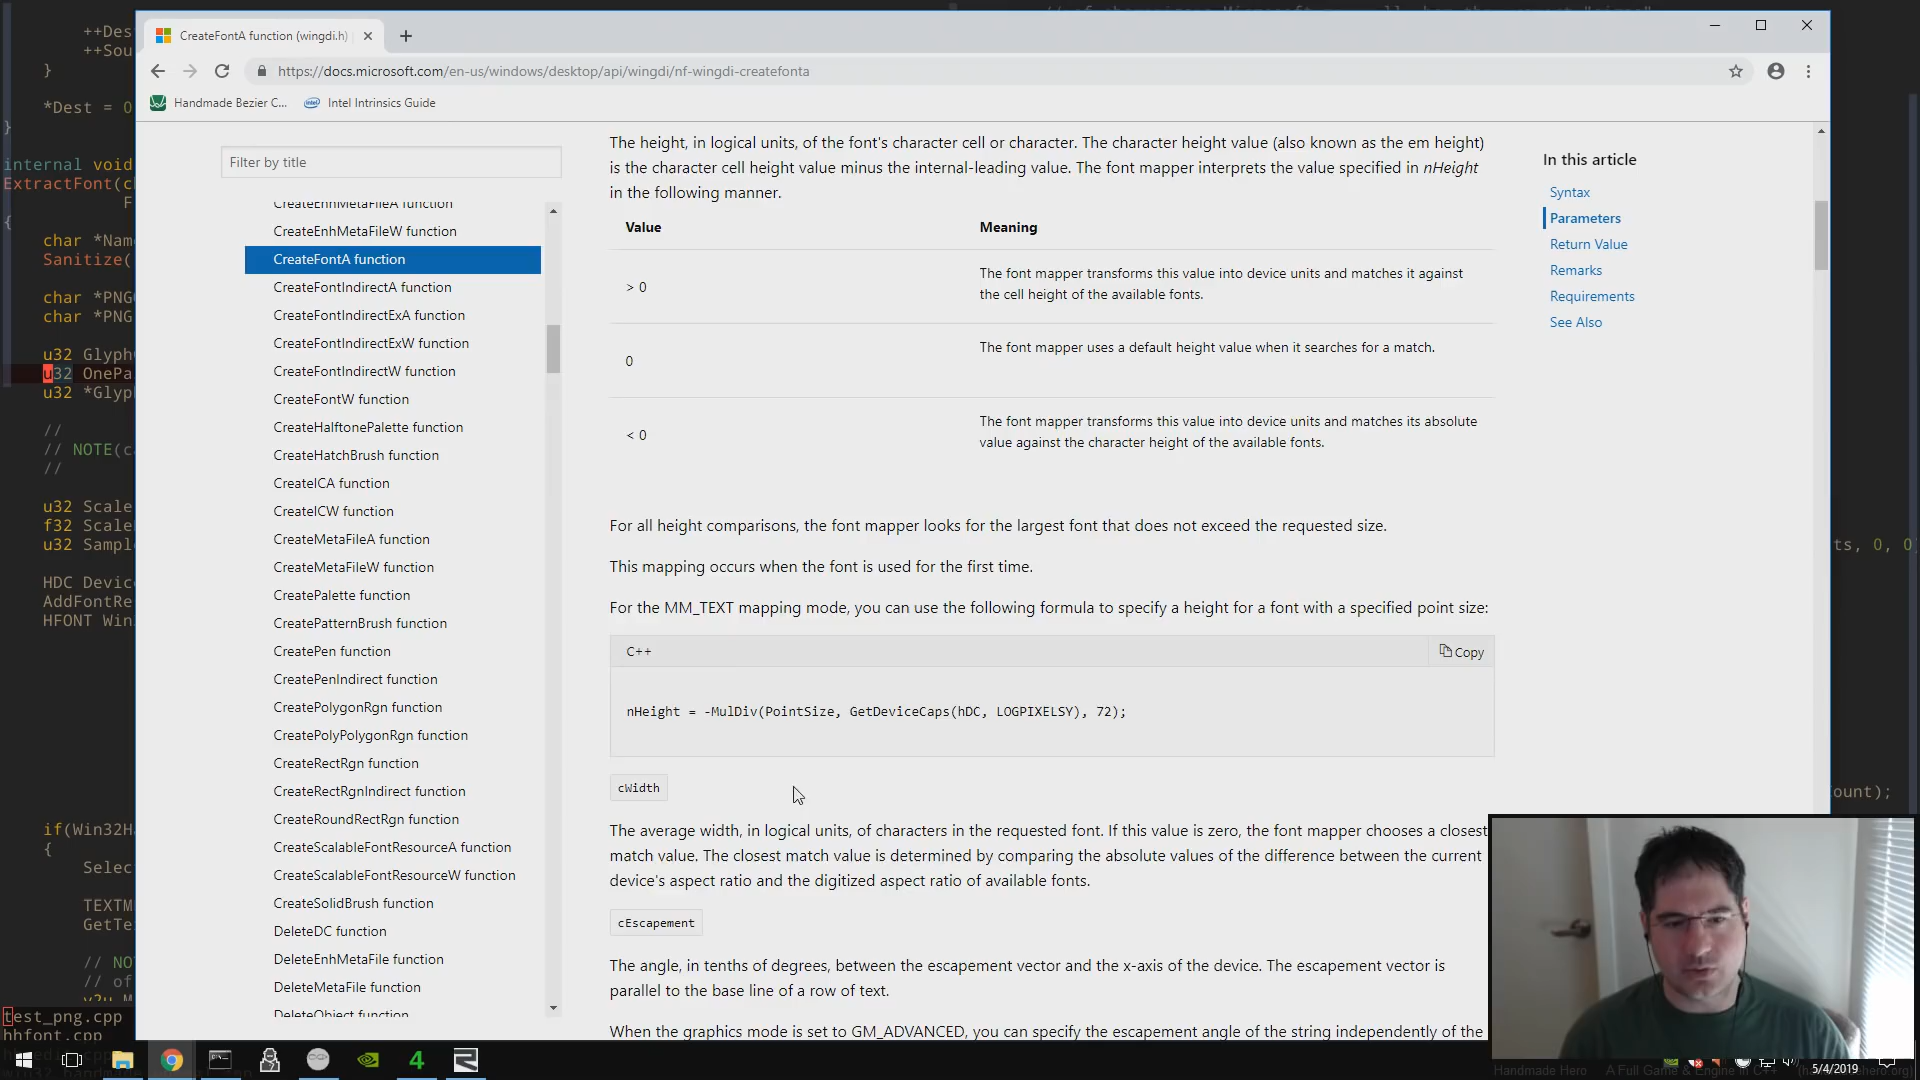 CreateFontA function (wingdi.h)
https://docs.microsoft.com/en-us/windows/desktop/api/wingdi/nf-wingdi-createfonta
Handmade Bezier C...
Intel Intrinsics Guide
++Des
++Sou
}
*Dest = 0
}
internal void
ExtractFont(c
F
{
char *Nam
Sanitize(
char *PNG
char *PNG
u32 Glyph
u32 OnePa
u32 *Glyp
//
// NOTE(c
//
u32 Scale
f32 Scale
u32 Sampl
HDC Devic
AddFontRe
HFONT Win
if(Win32H
{
Selec
TEXTM
GetTe
// NO
// of
v2u M
test_png.cpp
hhfont.cpp
Filter by title
CreateEnhMetaFileA function
CreateEnhMetaFileW function
CreateFontA function
CreateFontIndirectA function
CreateFontIndirectExA function
CreateFontIndirectExW function
CreateFontIndirectW function
CreateFontW function
CreateHalftonePalette function
CreateHatchBrush function
CreateICA function
CreateICW function
CreateMetaFileA function
CreateMetaFileW function
CreatePalette function
CreatePatternBrush function
CreatePen function
CreatePenIndirect function
CreatePolygonRgn function
CreatePolyPolygonRgn function
CreateRectRgn function
CreateRectRgnIndirect function
CreateRoundRectRgn function
CreateScalableFontResourceA function
CreateScalableFontResourceW function
CreateSolidBrush function
DeleteDC function
DeleteEnhMetaFile function
DeleteMetaFile function
DeleteObject function
The height, in logical units, of the font's character cell or character. The character height value (also known as the em height)
is the character cell height value minus the internal-leading value. The font mapper interprets the value specified in nHeight
in the following manner.
Value Meaning
> 0
The font mapper transforms this value into device units and matches it against
the cell height of the available fonts.
0
The font mapper uses a default height value when it searches for a match.
< 0
The font mapper transforms this value into device units and matches its absolute
value against the character height of the available fonts.
For all height comparisons, the font mapper looks for the largest font that does not exceed the requested size.
This mapping occurs when the font is used for the first time.
For the MM_TEXT mapping mode, you can use the following formula to specify a height for a font with a specified point size:
C++ Copy
nHeight = -MulDiv(PointSize, GetDeviceCaps(hDC, LOGPIXELSY), 72);
cWidth
The average width, in logical units, of characters in the requested font. If this value is zero, the font mapper chooses a closest
match value. The closest match value is determined by comparing the absolute values of the difference between the current
device's aspect ratio and the digitized aspect ratio of available fonts.
cEscapement
The angle, in tenths of degrees, between the escapement vector and the x-axis of the device. The escapement vector is
parallel to the base line of a row of text.
When the graphics mode is set to GM_ADVANCED, you can specify the escapement angle of the string independently of the
In this article
Syntax
Parameters
Return Value
Remarks
Requirements
See Also
ts, 0, 0
ount);
4
5/4/2019
Handmade Hero